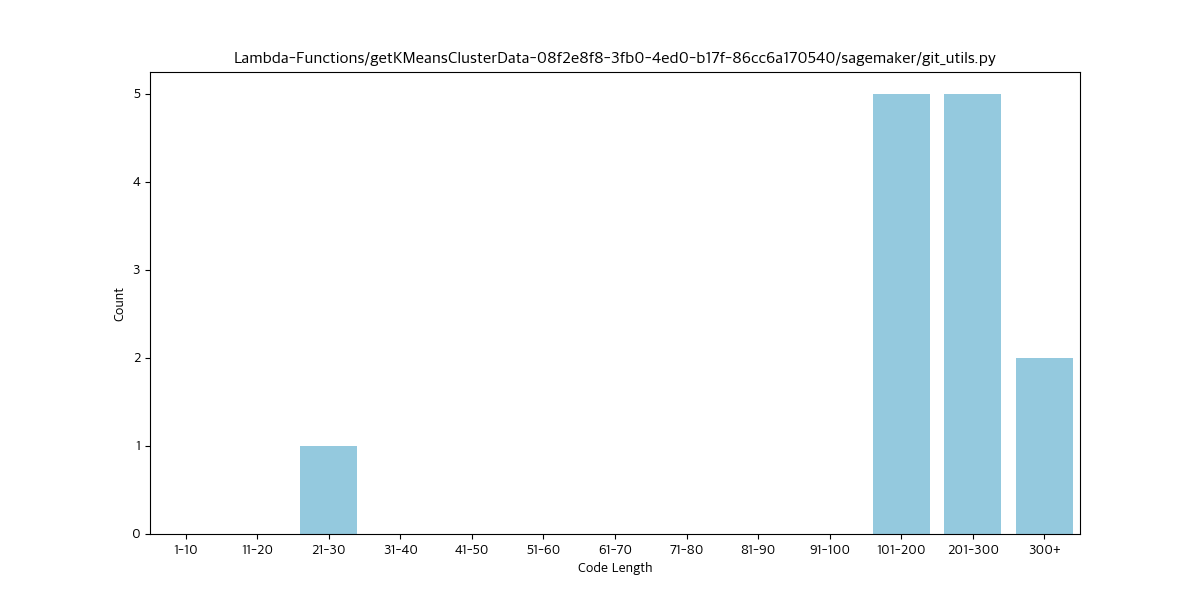 Lambda-Functions/getKMeansClusterData-08f2e8f8-3fb0-4ed0-b17f-86cc6a170540/sagemaker/git_utils.py
5
4
3
2
1
0
Count
1-10 11-20 21-30 31-40 41-50 51-60 61-70 71-80 81-90 91-100 101-200 201-300 300+
Code Length